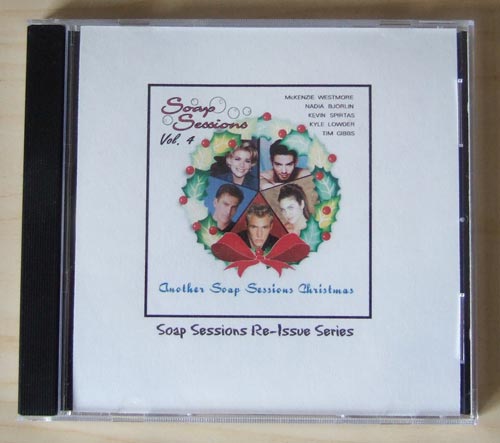 Soap
Sessions
Vol. 4
McKENZIE WESTMORE
NADIA BJORLIN
KEVIN SPIRTAS
KYLE LOWDER
TIM GIBBS
Another Soap Sessions Christmas
Soap Sessions Re-Issue Series